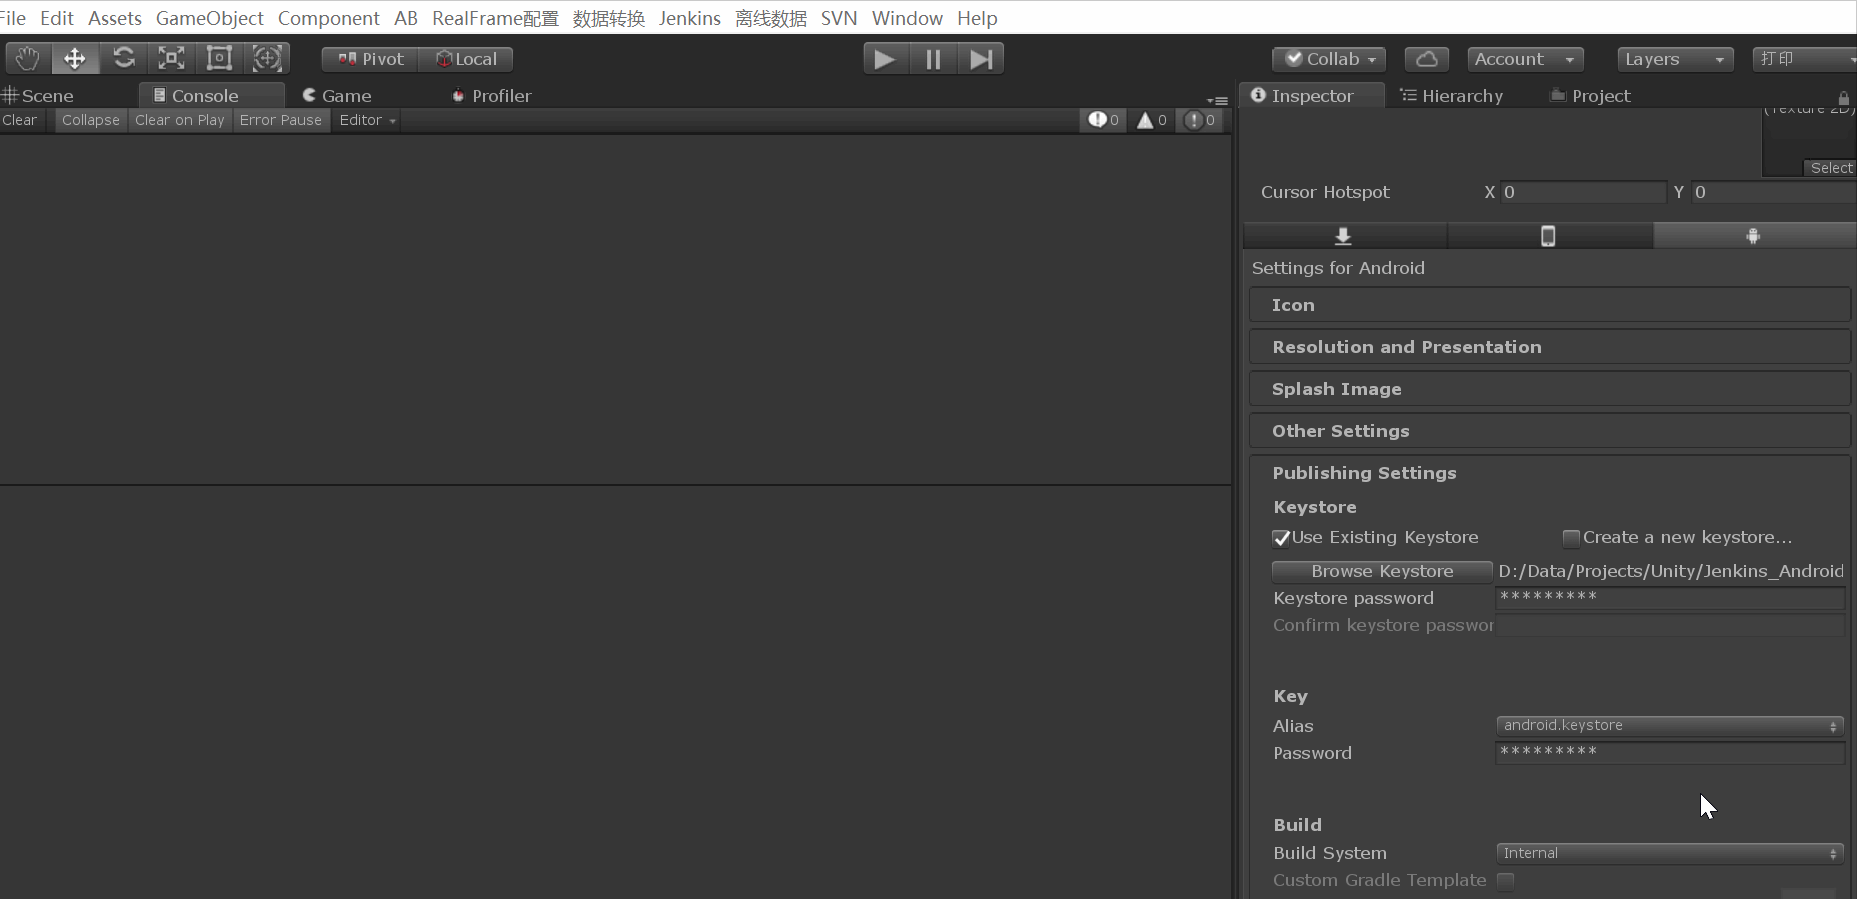 File Edit Assets GameObject Component AB RealFrame配置 数据转换 Jenkins 离线数据 SVN Window Help
Pivot Local Collab Account Layers 打印
Scene Console Game Profiler
Clear Collapse Clear on Play Error Pause Editor 0 0 0
Inspector Hierarchy Project
(Texture 2D)
Select
Cursor Hotspot X 0 Y 0
Settings for Android
Icon
Resolution and Presentation
Splash Image
Other Settings
Publishing Settings
Keystore
Use Existing Keystore Create a new keystore...
Browse Keystore D:/Data/Projects/Unity/Jenkins_Android
Keystore password *********
Confirm keystore passwor
Key
Alias android.keystore
Password *********
Build
Build System Internal
Custom Gradle Template